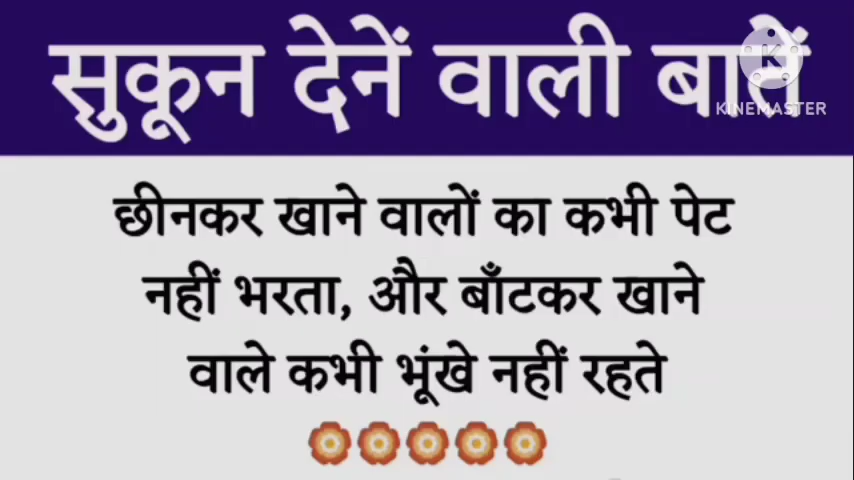 सुकून देनें वाली बातें
KINEMASTER
छीनकर खाने वालों का कभी पेट
नहीं भरता, और बाँटकर खाने
वाले कभी भूंखे नहीं रहते